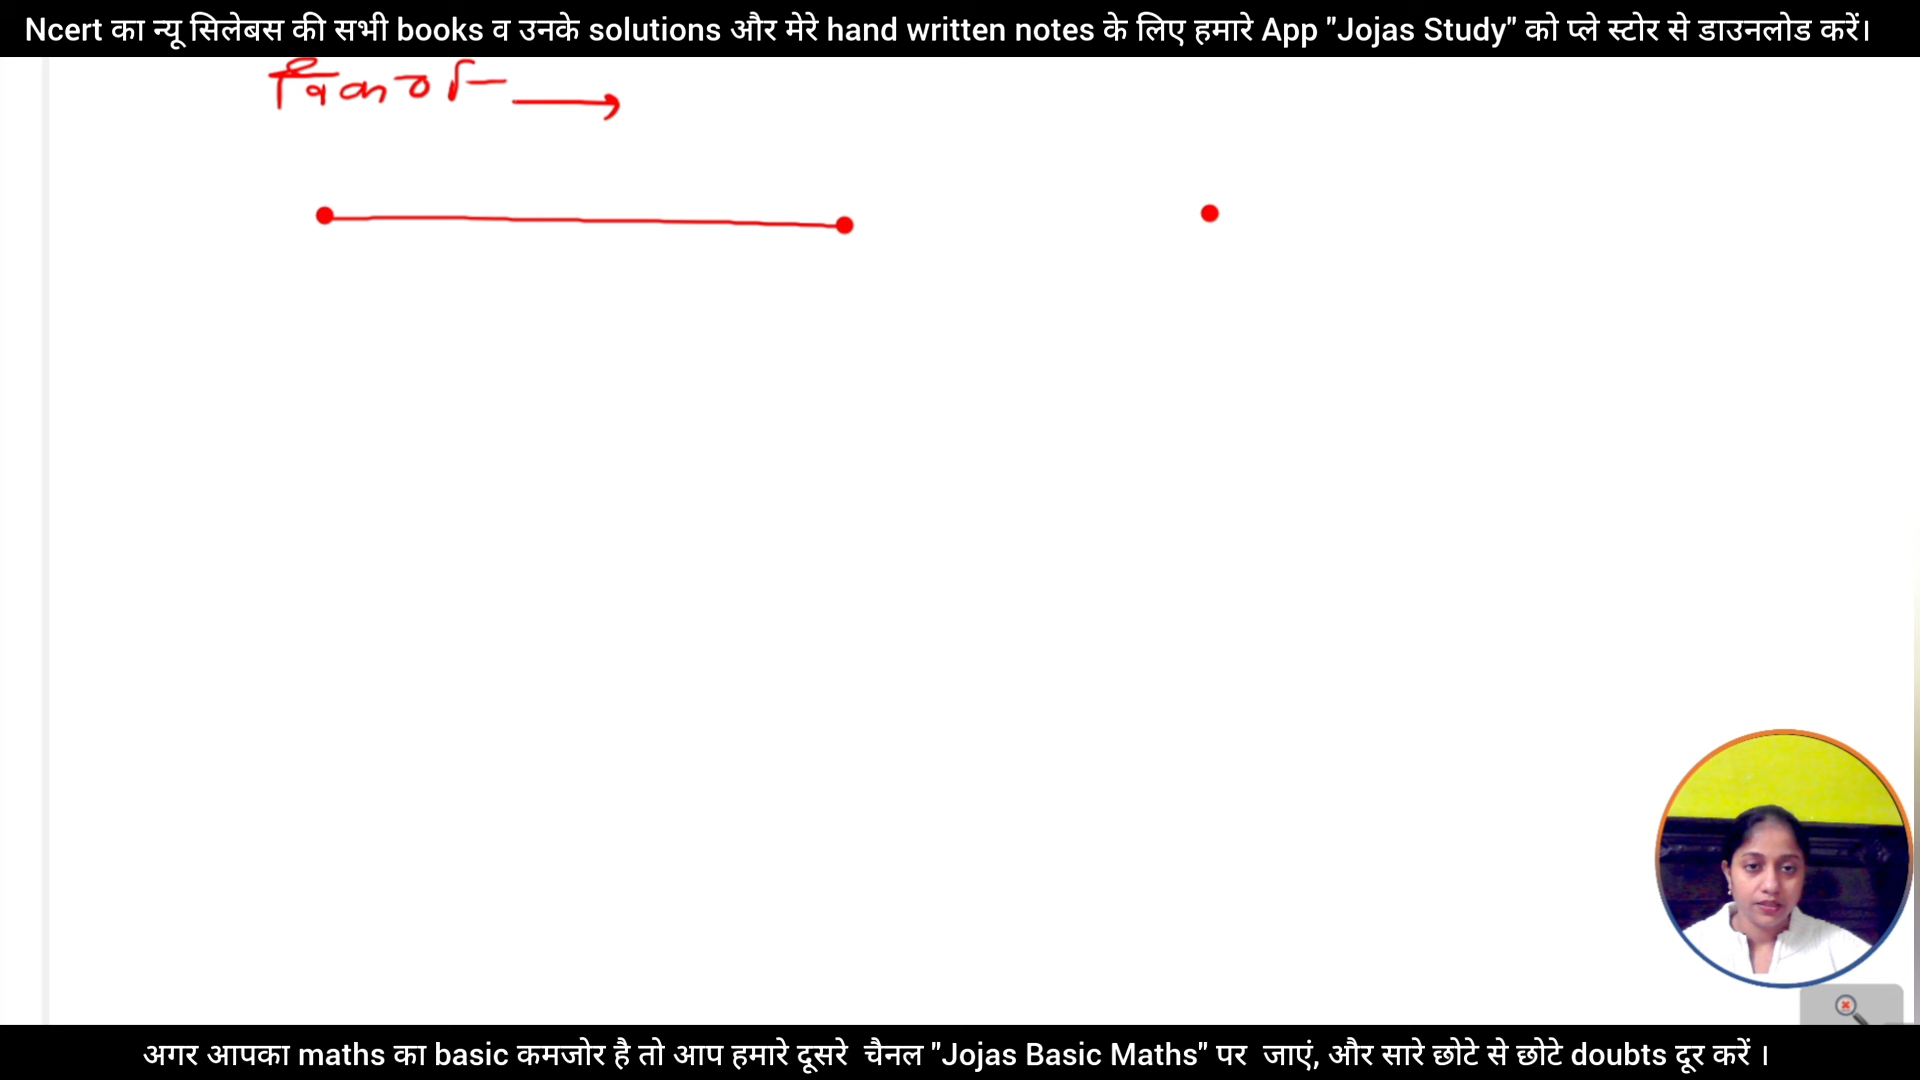 Ncert का न्यू सिलेबस की सभी books व उनके solutions और मेरे hand written notes के लिए हमारे App "Jojas Study" को प्ले स्टोर से डाउनलोड करें।
अगर आपका maths का basic कमजोर है तो आप हमारे दूसरे चैनल "Jojas Basic Maths" पर जाएं, और सारे छोटे से छोटे doubts दूर करें ।